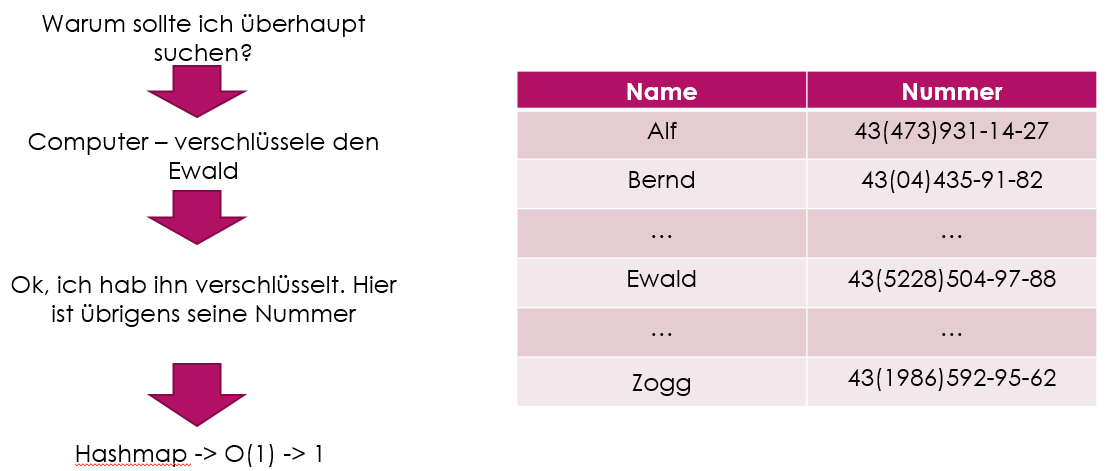 Warum sollte ich überhaupt
suchen?
Computer – verschlüssele den
Ewald
Ok, ich hab ihn verschlüsselt. Hier
ist übrigens seine Nummer
Hashmap -> O(1) -> 1
Name Nummer
Alf 43(473)931-14-27
Bernd 43(04)435-91-82
... ...
Ewald 43(5228)504-97-88
... ...
Zogg 43(1986)592-95-62